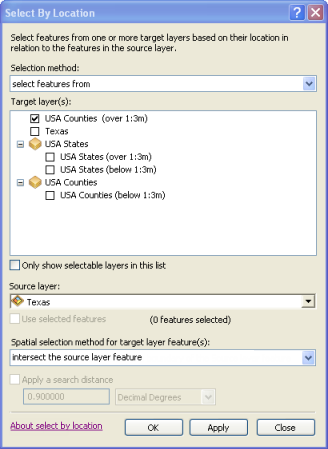 Select By Location
Select features from one or more target layers based on their location in
relation to the features in the source layer.
Selection method:
select features from
Target layer(s):
USA Counties (over 1:3m)
Texas
USA States
USA States (over 1:3m)
USA States (below 1:3m)
USA Counties
USA Counties (below 1:3m)
Only show selectable layers in this list
Source layer:
Texas
Use selected features (0 features selected)
Spatial selection method for target layer feature(s):
intersect the source layer feature
Apply a search distance
0.900000 Decimal Degrees
About select by location OK Apply Close